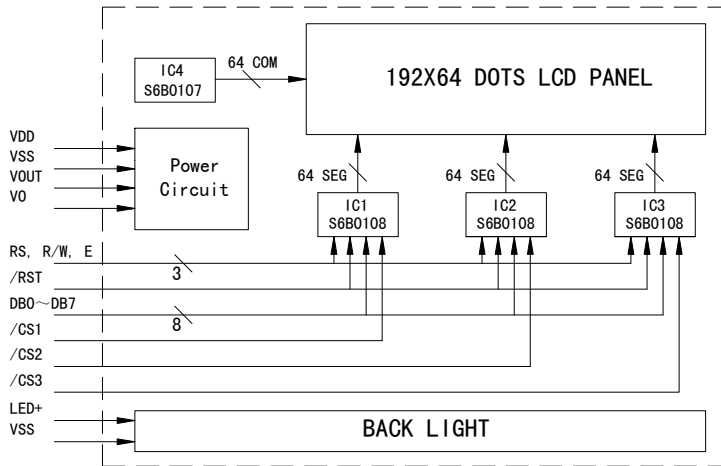 192X64 DOTS LCD PANEL
IC4
S6B0107
64 COM
VDD
VSS
VOUT
VO
Power
Circuit
64 SEG
64 SEG
64 SEG
IC1
S6B0108
IC2
S6B0108
IC3
S6B0108
RS, R/W, E
3
/RST
DB0～DB7
8
/CS1
/CS2
/CS3
LED+
VSS
BACK LIGHT